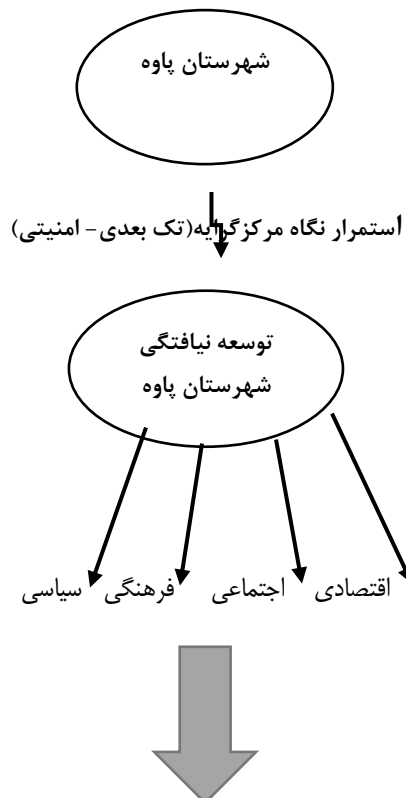 شهرستان پاوه
استمرار نگاه مرکزگرایه(تک بعدی- امنیتی)
توسعه نیافتگی
شهرستان پاوه
اقتصادی اجتماعی فرهنگی سیاسی